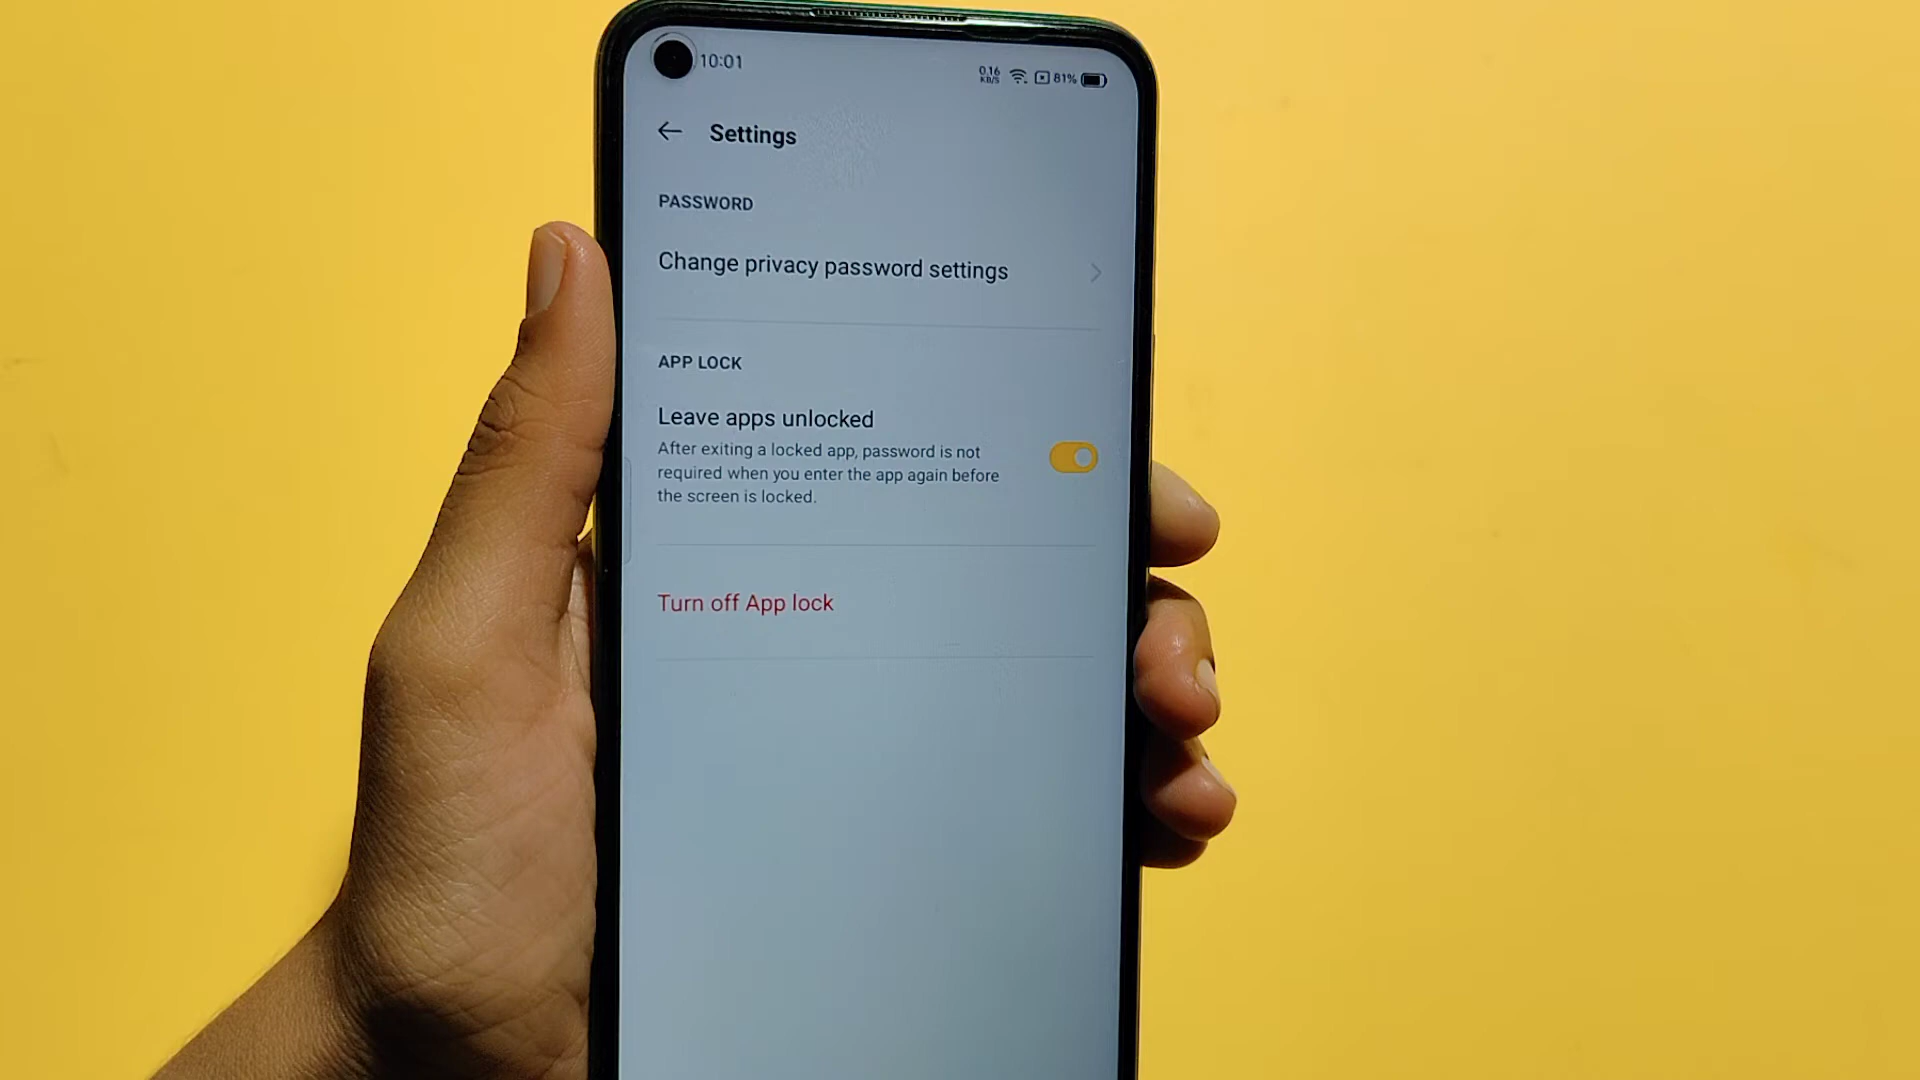 10:01
0.16
KB/S
81%
Settings
PASSWORD
Change privacy password settings
APP LOCK
Leave apps unlocked
After exiting a locked app, password is not
required when you enter the app again before
the screen is locked.
Turn off App lock